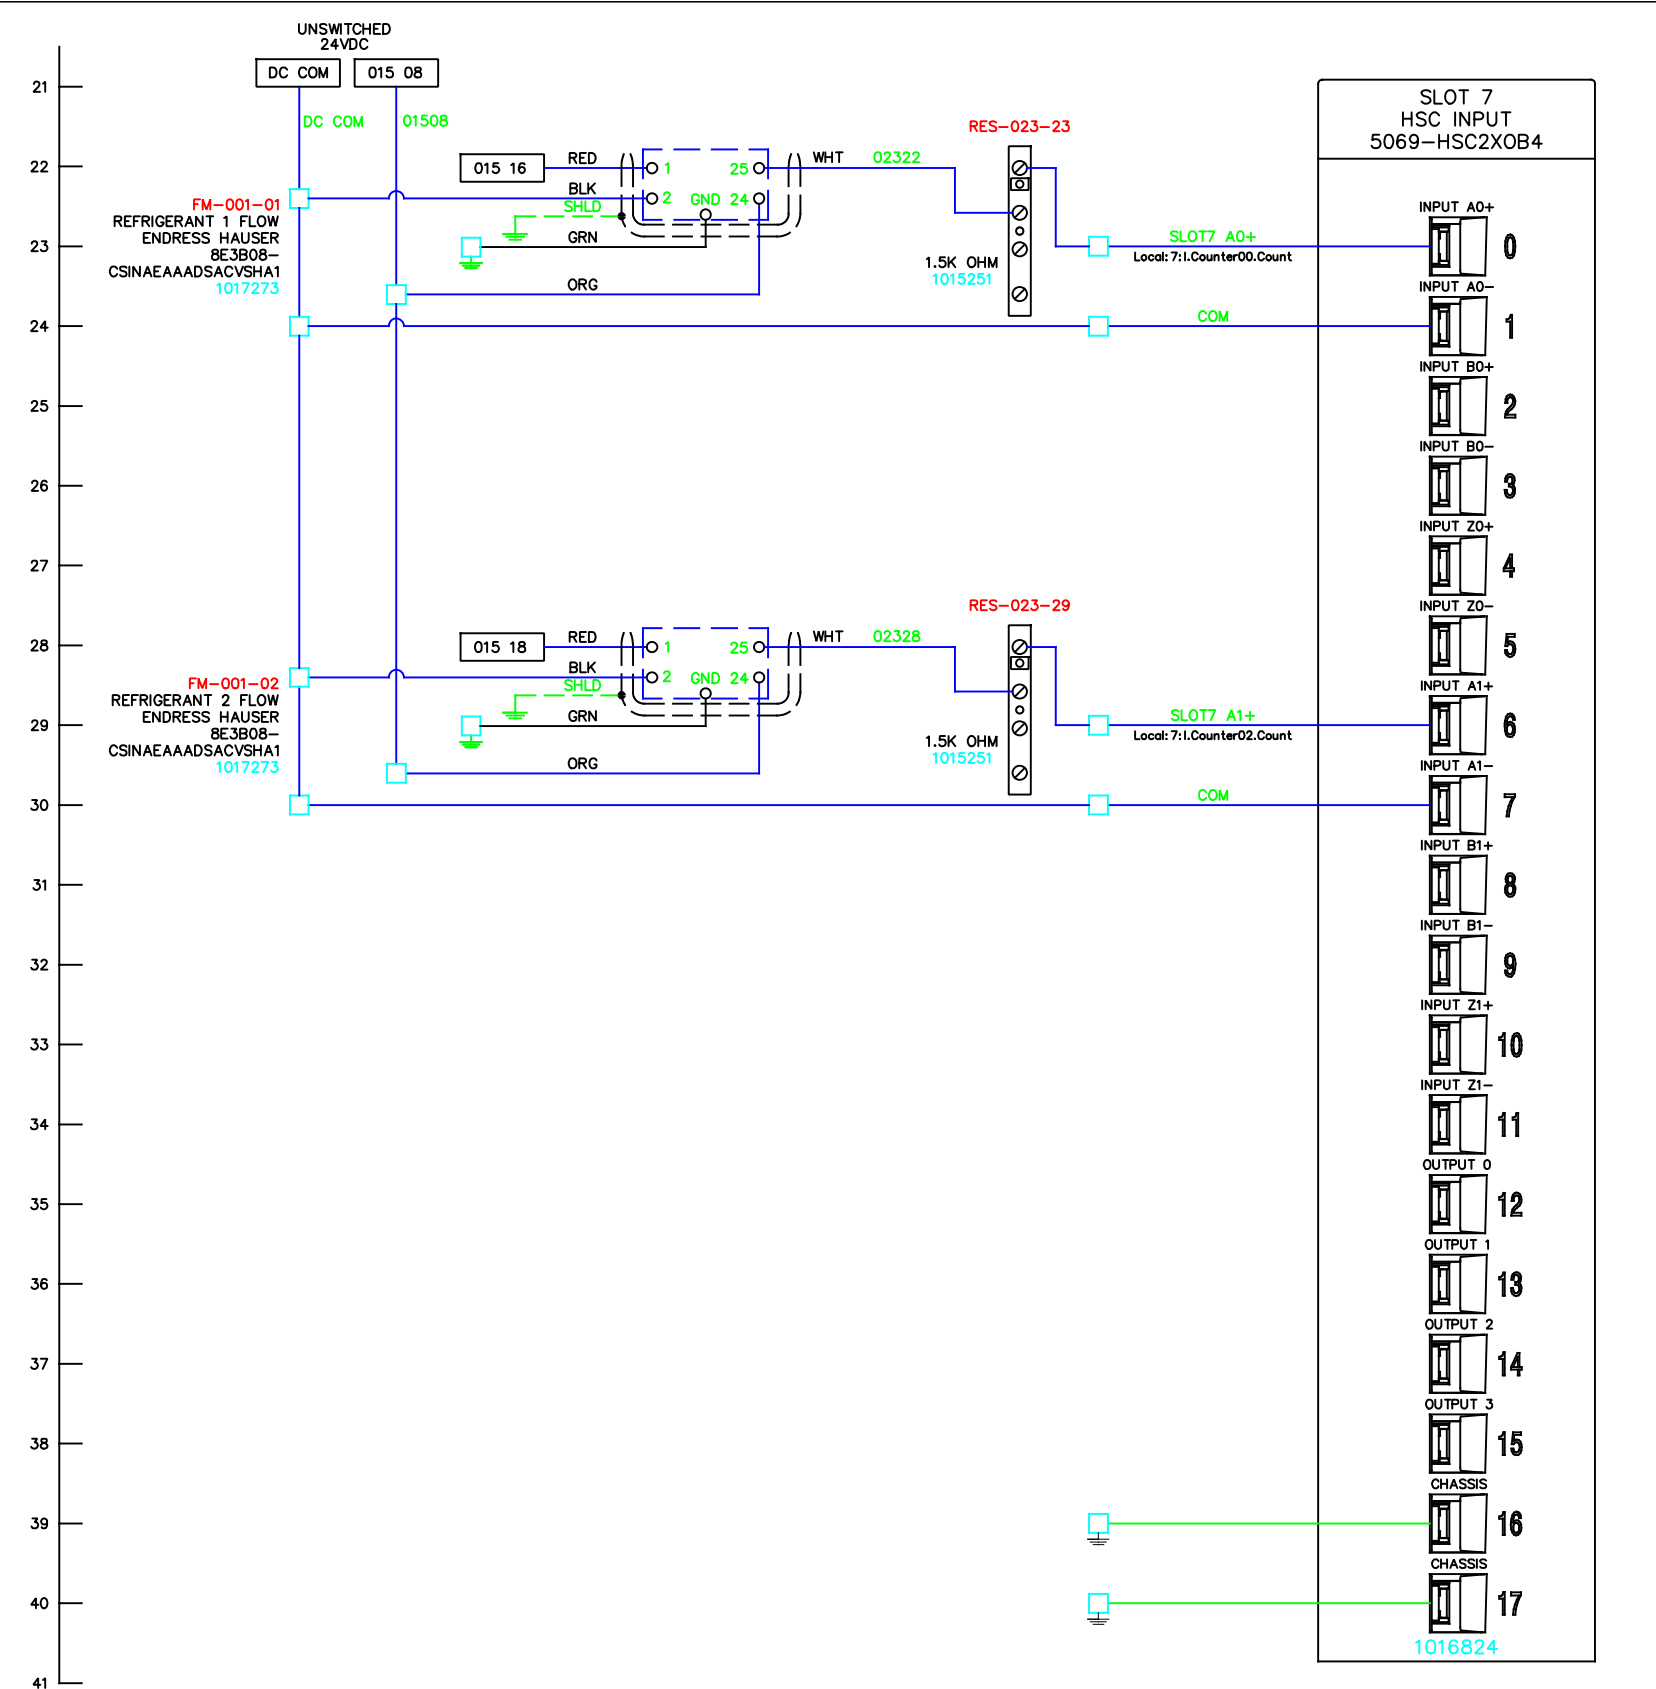 UNSWITCHED
24VDC
DC COM
015 08
DC COM
01508
21
22
23
24
25
26
27
28
29
30
31
32
33
34
35
36
37
38
39
40
41
FM-001-01
REFRIGERANT 1 FLOW
ENDRESS HAUSER
8E3B08-
CSINAEAAADSACVSHA1
1017273
015 16
RED
BLK
SHLD
GRN
ORG
1
2
25
GND 24
WHT
02322
RES-023-23
1.5K OHM
1015251
SLOT7 A0+
Local:7:I.Counter00.Count
COM
FM-001-02
REFRIGERANT 2 FLOW
ENDRESS HAUSER
8E3B08-
CSINAEAAADSACVSHA1
1017273
015 18
RED
BLK
SHLD
GRN
ORG
1
2
25
GND 24
WHT
02328
RES-023-29
1.5K OHM
1015251
SLOT7 A1+
Local:7:I.Counter02.Count
COM
SLOT 7
HSC INPUT
5069-HSC2XOB4
INPUT A0+
0
INPUT A0-
1
INPUT B0+
2
INPUT B0-
3
INPUT Z0+
4
INPUT Z0-
5
INPUT A1+
6
INPUT A1-
7
INPUT B1+
8
INPUT B1-
9
INPUT Z1+
10
INPUT Z1-
11
OUTPUT 0
12
OUTPUT 1
13
OUTPUT 2
14
OUTPUT 3
15
CHASSIS
16
CHASSIS
17
1016824